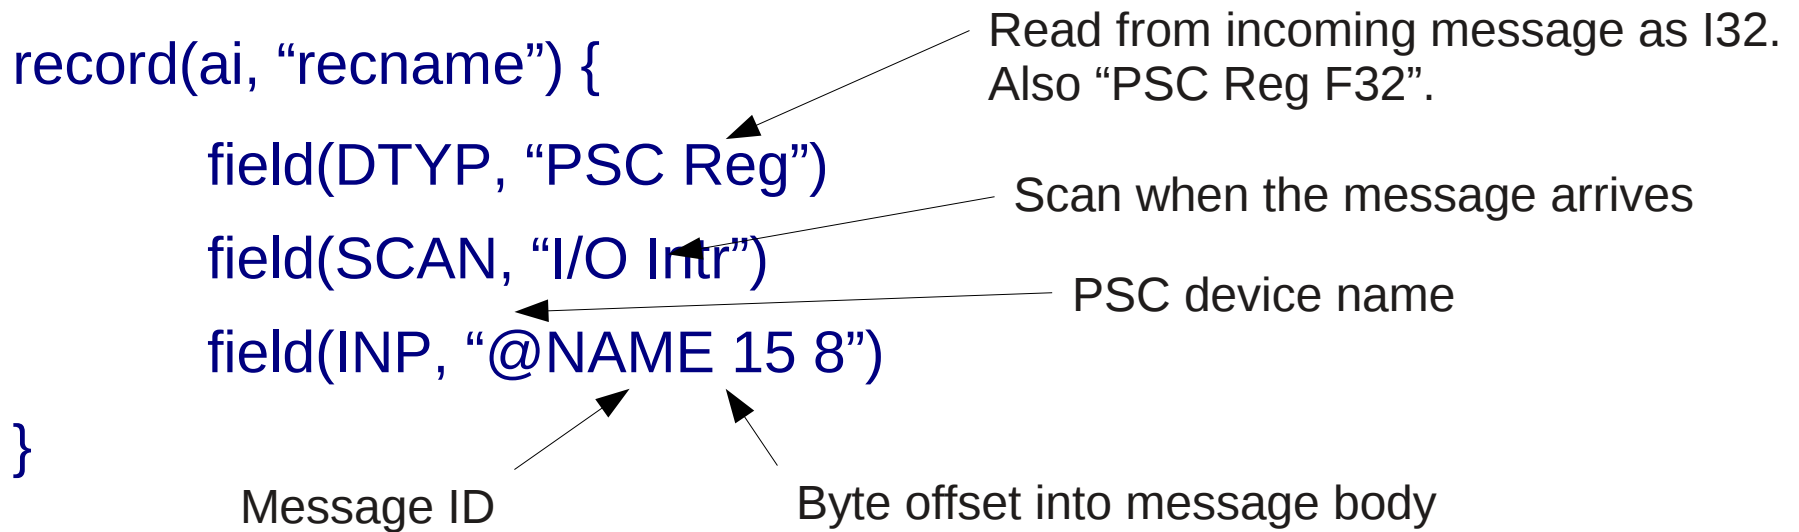 record(ai, “recname”) {
Read from incoming message as I32.
Also “PSC Reg F32”.
field(DTYP, “PSC Reg”)
Scan when the message arrives
field(SCAN, “I/O Intr”)
PSC device name
field(INP, “@NAME 15 8”)
}
Message ID
Byte offset into message body